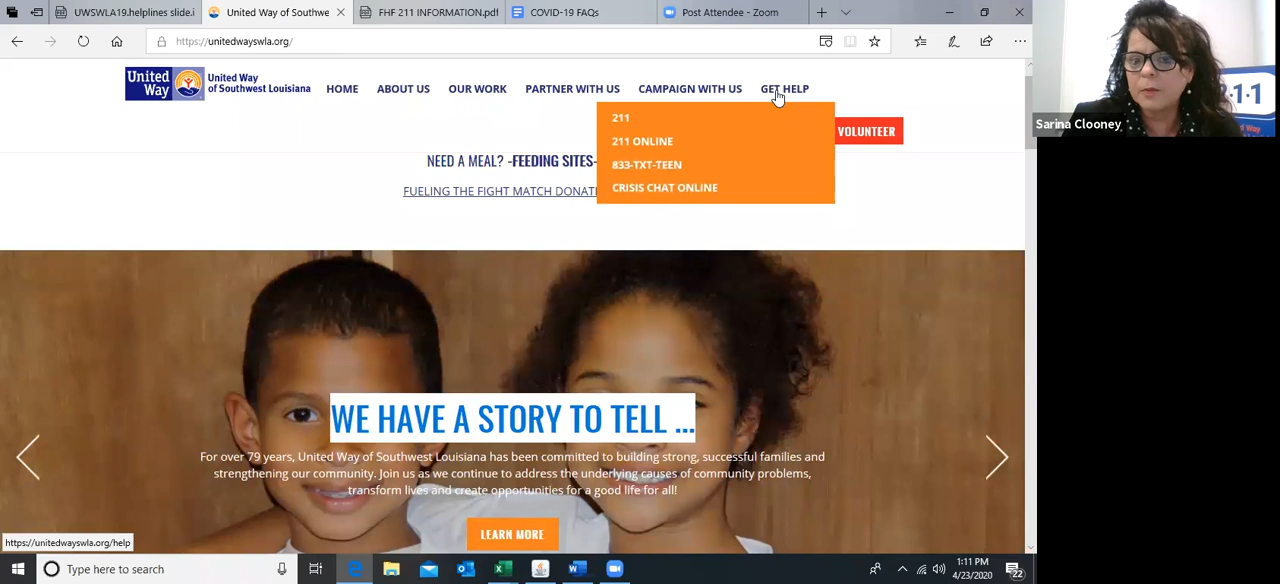 UWSWLA19.helplines slide.i
United Way of Southwe
FHF 211 INFORMATION.pdf
COVID-19 FAQs
Post Attendee - Zoom
https://unitedwayswla.org/
United Way
United Way
of Southwest Louisiana
HOME
ABOUT US
OUR WORK
PARTNER WITH US
CAMPAIGN WITH US
GET HELP
211
211 ONLINE
833-TXT-TEEN
CRISIS CHAT ONLINE
VOLUNTEER
NEED A MEAL? -FEEDING SITES-
FUELING THE FIGHT MATCH DONATI
WE HAVE A STORY TO TELL ...
For over 79 years, United Way of Southwest Louisiana has been committed to building strong, successful families and
strengthening our community. Join us as we continue to address the underlying causes of community problems,
transform lives and create opportunities for a good life for all!
LEARN MORE
https://unitedwayswla.org/help
Type here to search
1:11 PM
4/23/2020
22
Sarina Clooney
1·1